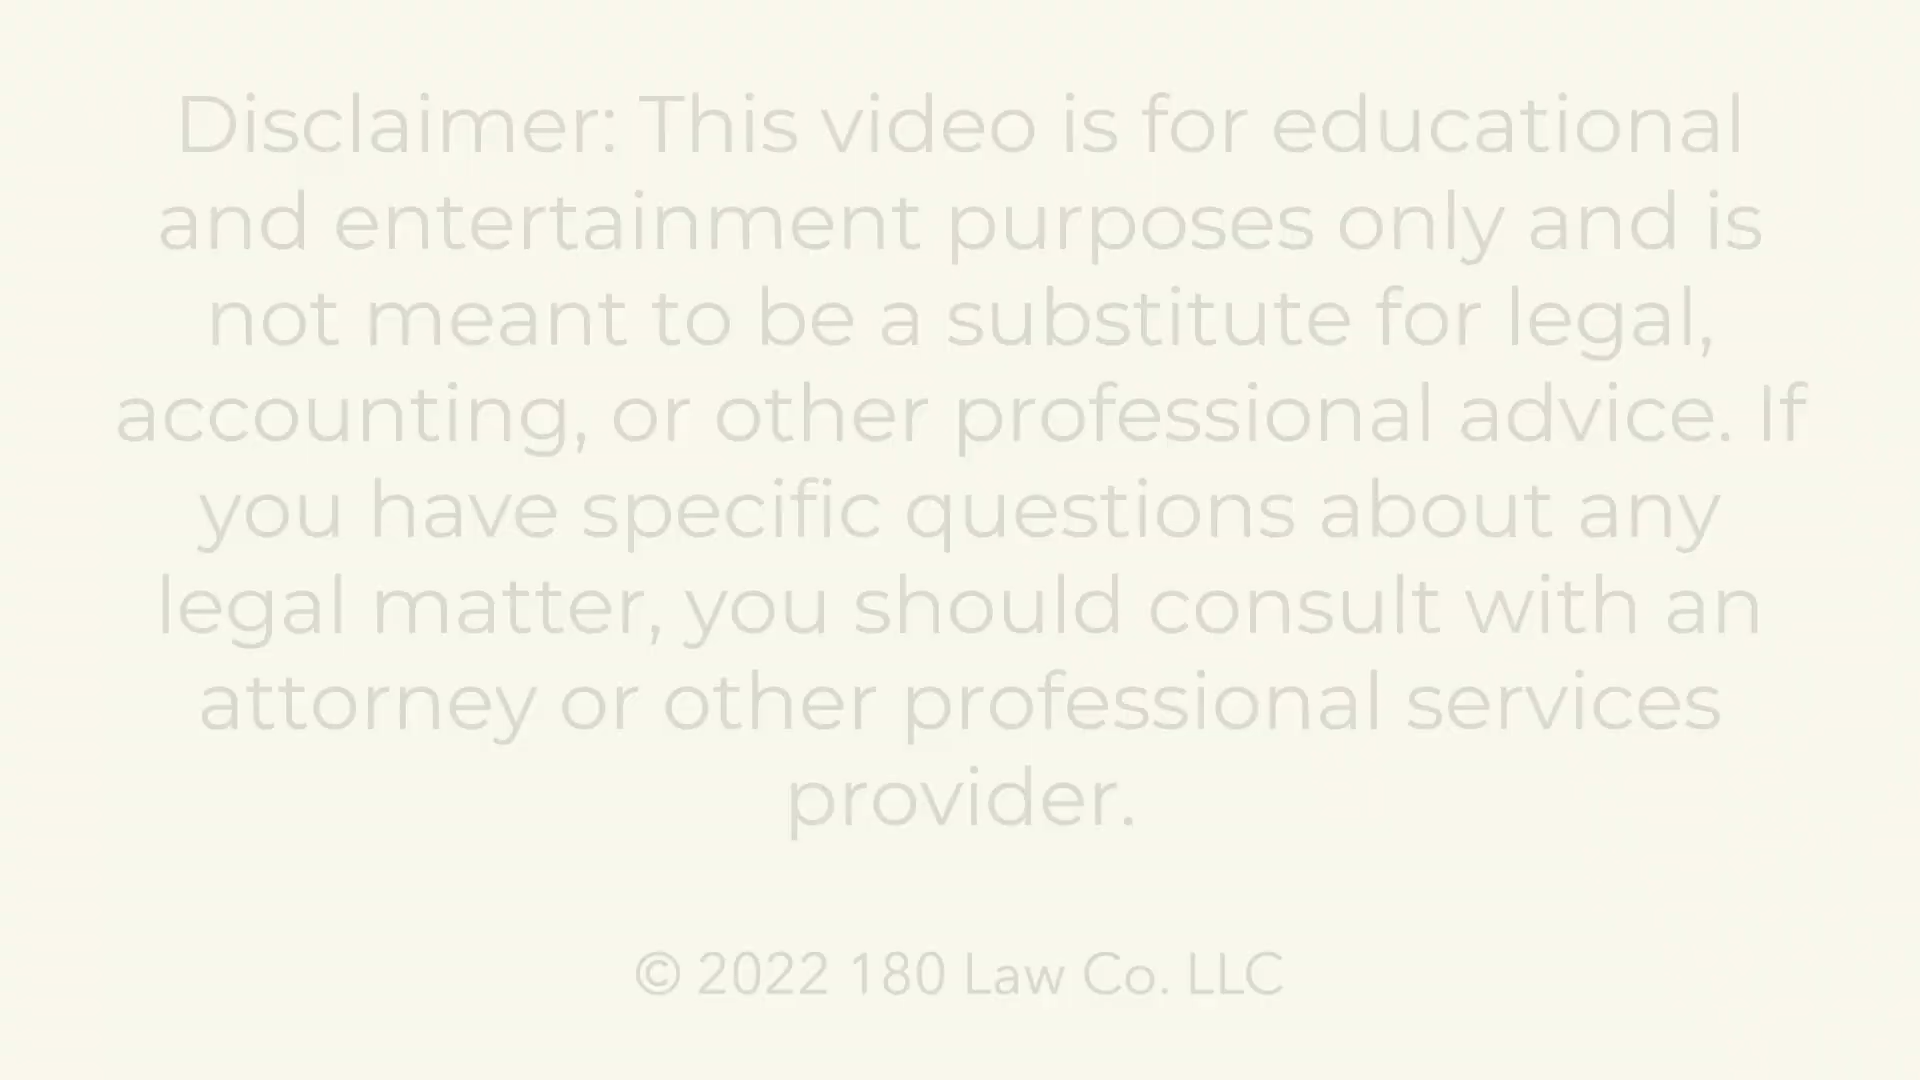 Disclaimer: This video is for educational
and entertainment purposes only and is
not meant to be a substitute for legal,
accounting, or other professional advice. If
you have specific questions about any
legal matter, you should consult with an
attorney or other professional services
provider.
© 2022 180 Law Co. LLC